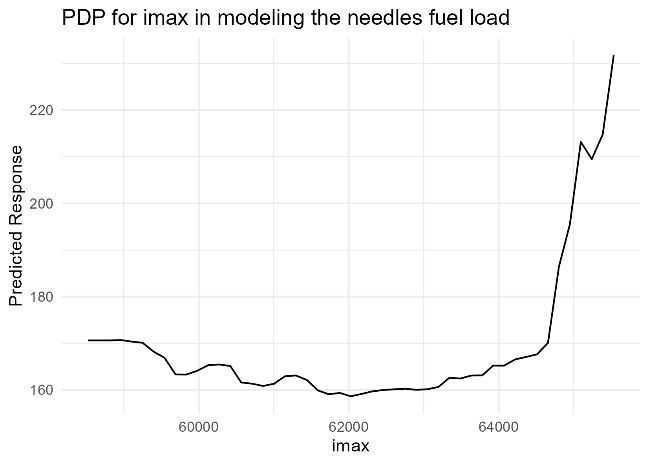 PDP for imax in modeling the needles fuel load
Predicted Response
220
200
180
160
60000
62000
64000
imax